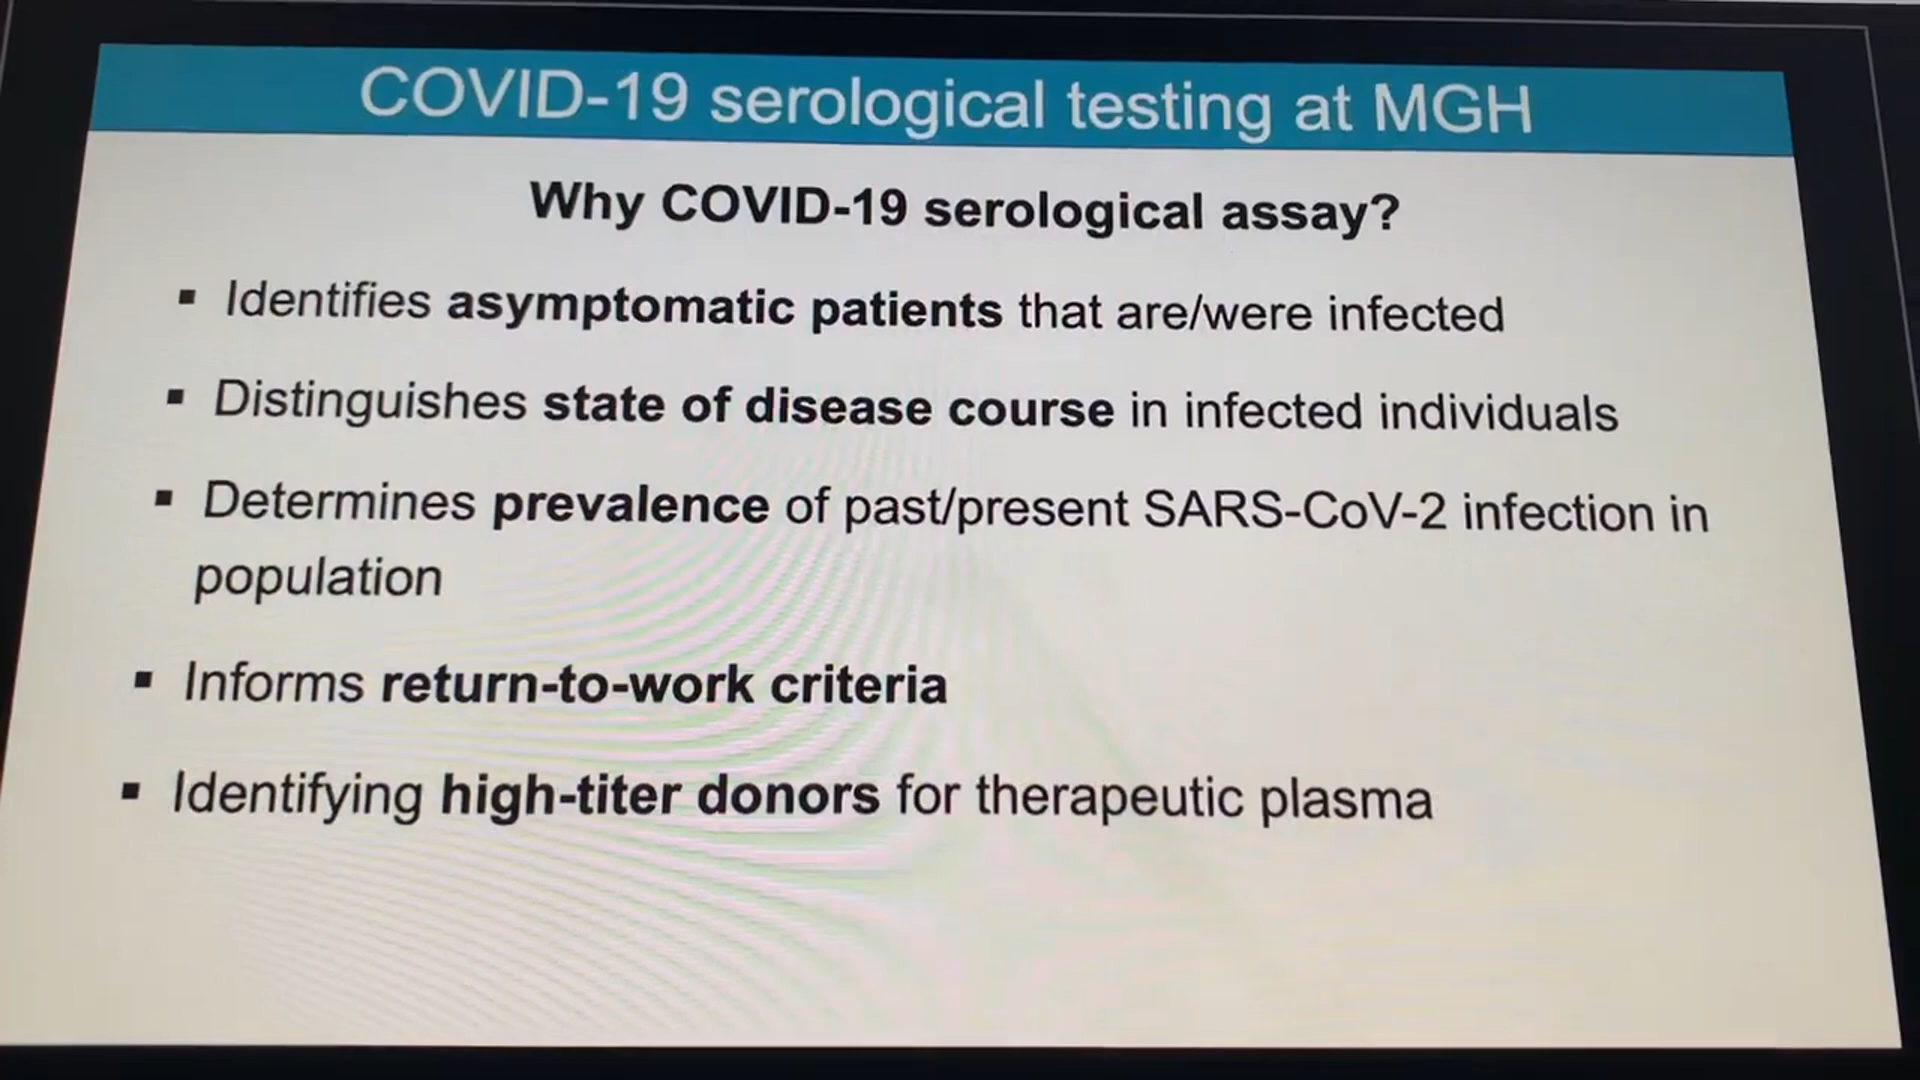 COVID-19 serological testing at MGH
Why COVID-19 serological assay?
▪ Identifies asymptomatic patients that are/were infected
▪ Distinguishes state of disease course in infected individuals
▪ Determines prevalence of past/present SARS-CoV-2 infection in
population
▪ Informs return-to-work criteria
▪ Identifying high-titer donors for therapeutic plasma